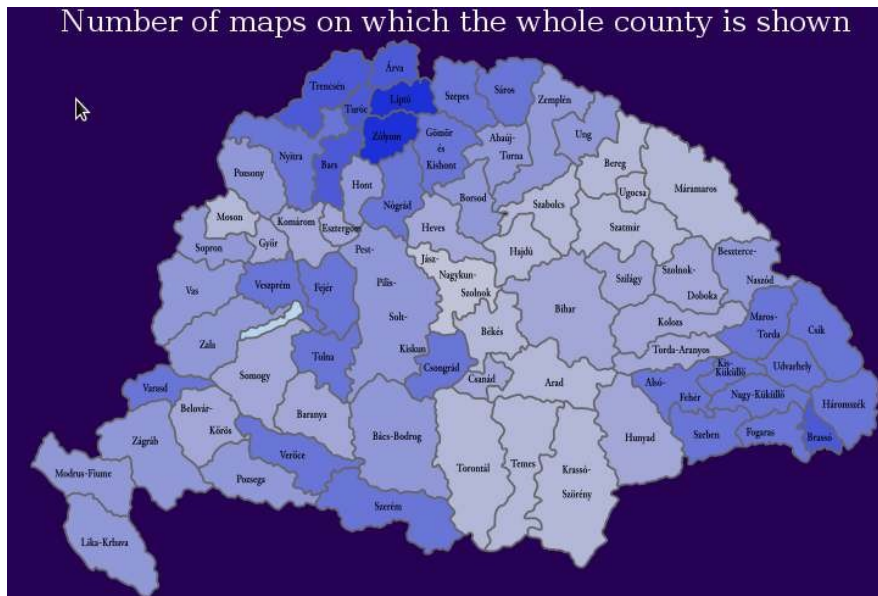 Number of maps on which the whole county is shown
Árva
Trencsén
Liptó
Turóc
Szepes
Sáros
Zemplén
Zólyom
Gömör
és
Kishont
Abaúj-
Torna
Ung
Nyitra
Bars
Bereg
Pozsony
Hont
Ugocsa
Máramaros
Nógrád
Borsod
Szabolcs
Moson
Komárom
Esztergom
Heves
Szatmár
Sopron
Győr
Pest-
Pilis-
Solt-
Kiskun
Jász-
Nagykun-
Szolnok
Hajdú
Szilágy
Szolnok-
Doboka
Beszterce-
Naszód
Vas
Veszprém
Fejér
Bihar
Maros-
Torda
Csík
Zala
Békés
Kolozs
Torda-Aranyos
Tolna
Csongrád
Kis-
Küküllő
Udvarhely
Somogy
Csanád
Arad
Alsó-
Fehér
Nagy-Küküllő
Háromszék
Varasd
Belovár-
Kőrös
Baranya
Bács-Bodrog
Hunyad
Szeben
Fogaras
Brassó
Zágráb
Verőce
Torontál
Temes
Krassó-
Szörény
Modrus-Fiume
Pozsega
Szerém
Lika-Krbava